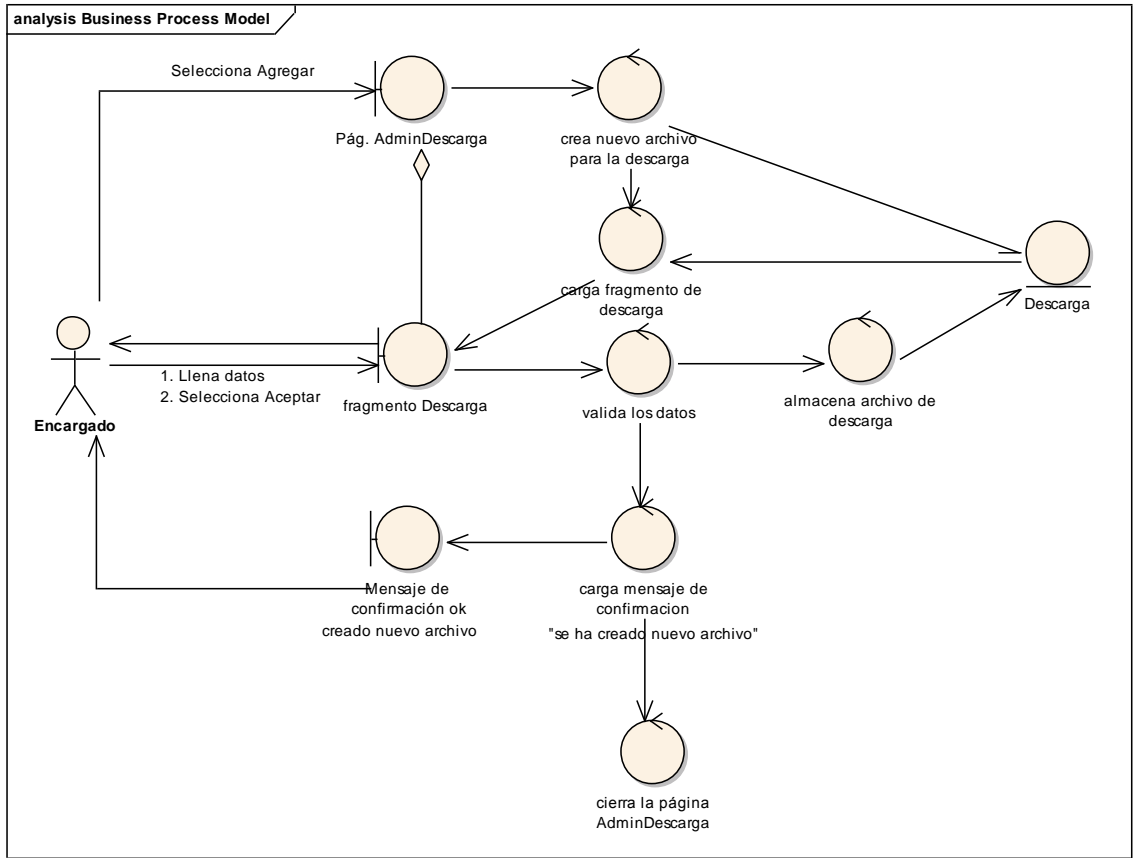 analysis Business Process Model
Selecciona Agregar
Pág. AdminDescarga
crea nuevo archivo
para la descarga
carga fragmento de
descarga
Descarga
1. Llena datos
2. Selecciona Aceptar
Encargado
fragmento Descarga
valida los datos
almacena archivo de
descarga
Mensaje de
confirmación ok
creado nuevo archivo
carga mensaje de
confirmacion
"se ha creado nuevo archivo"
cierra la página
AdminDescarga